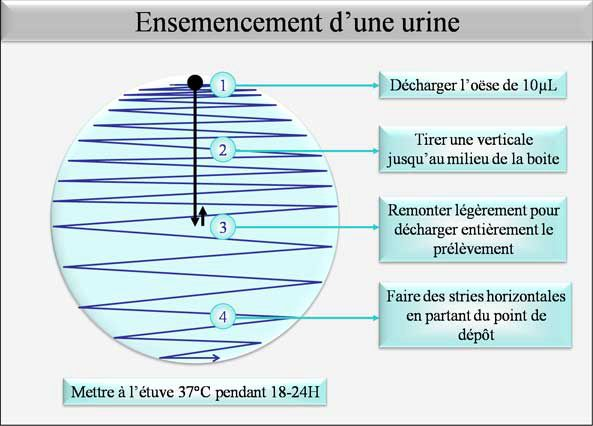 Ensemencement d'une urine
1
Décharger l'oëse de 10µL
2
Tirer une verticale
jusqu'au milieu de la boite
3
Remonter légèrement pour
décharger entièrement le
prélèvement
4
Faire des stries horizontales
en partant du point de
dépôt
Mettre à l'étuve 37°C pendant 18-24H